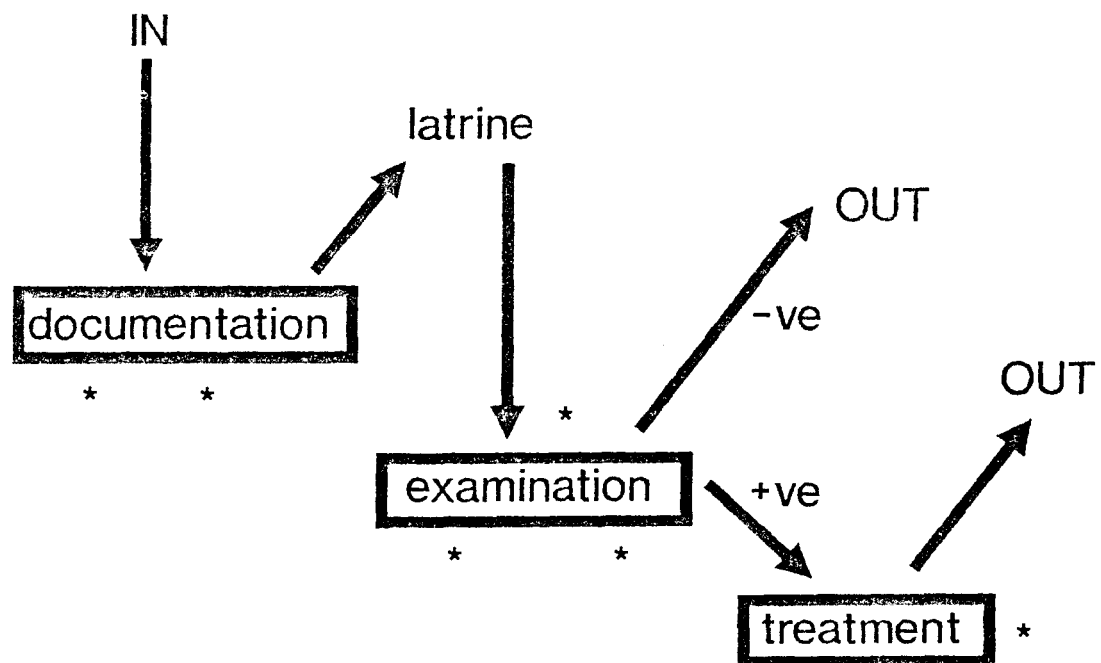 IN
latrine
OUT
documentation
-ve
* *
OUT
*
examination
+ve
* *
treatment *